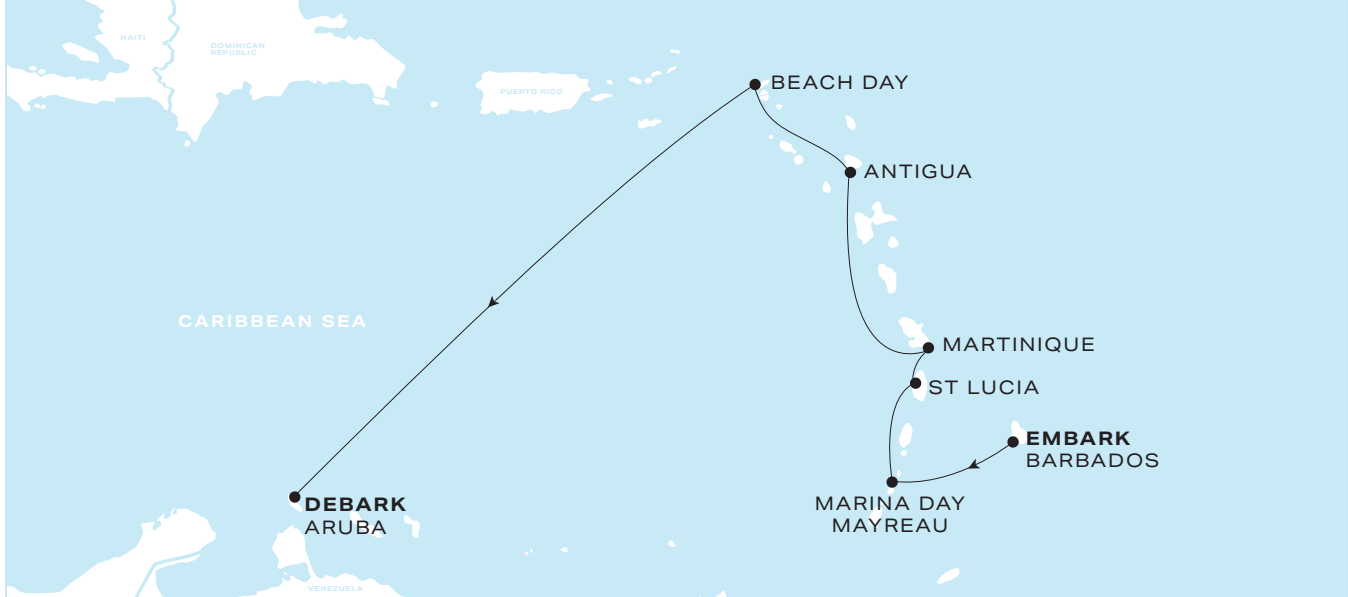 HAITI
DOMINICAN
REPUBLIC
PUERTO RICO
BEACH DAY
ANTIGUA
CARIBBEAN SEA
MARTINIQUE
ST LUCIA
EMBARK
BARBADOS
MARINA DAY
MAYREAU
DEBARK
ARUBA
VENEZUELA